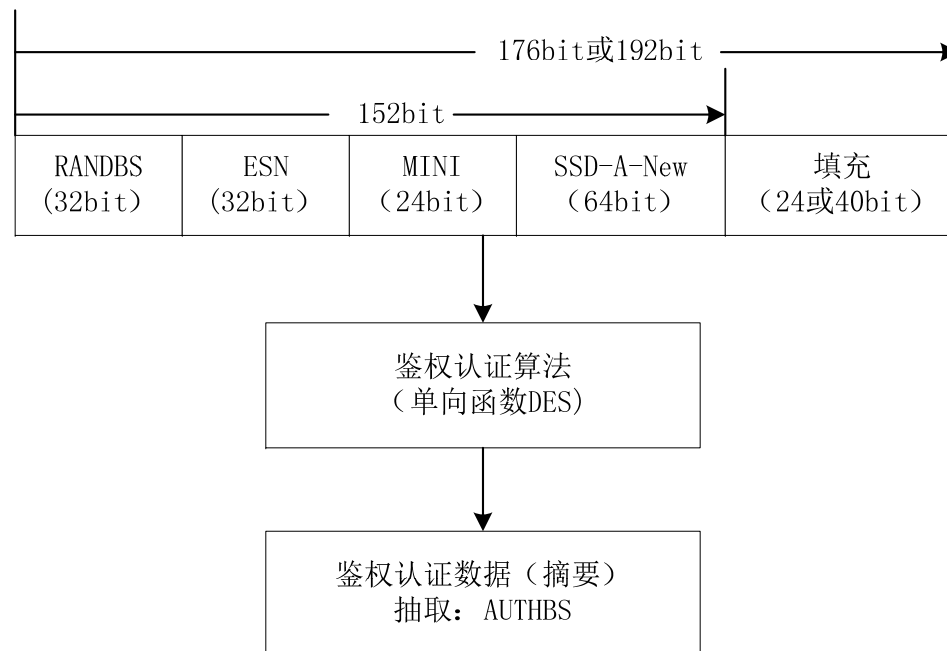 176bit或192bit
152bit
RANDBS
(32bit)
ESN
(32bit)
MINI
(24bit)
SSD-A-New
(64bit)
填充
(24或40bit)
鉴权认证算法
(单向函数DES)
鉴权认证数据(摘要)
抽取: AUTHBS